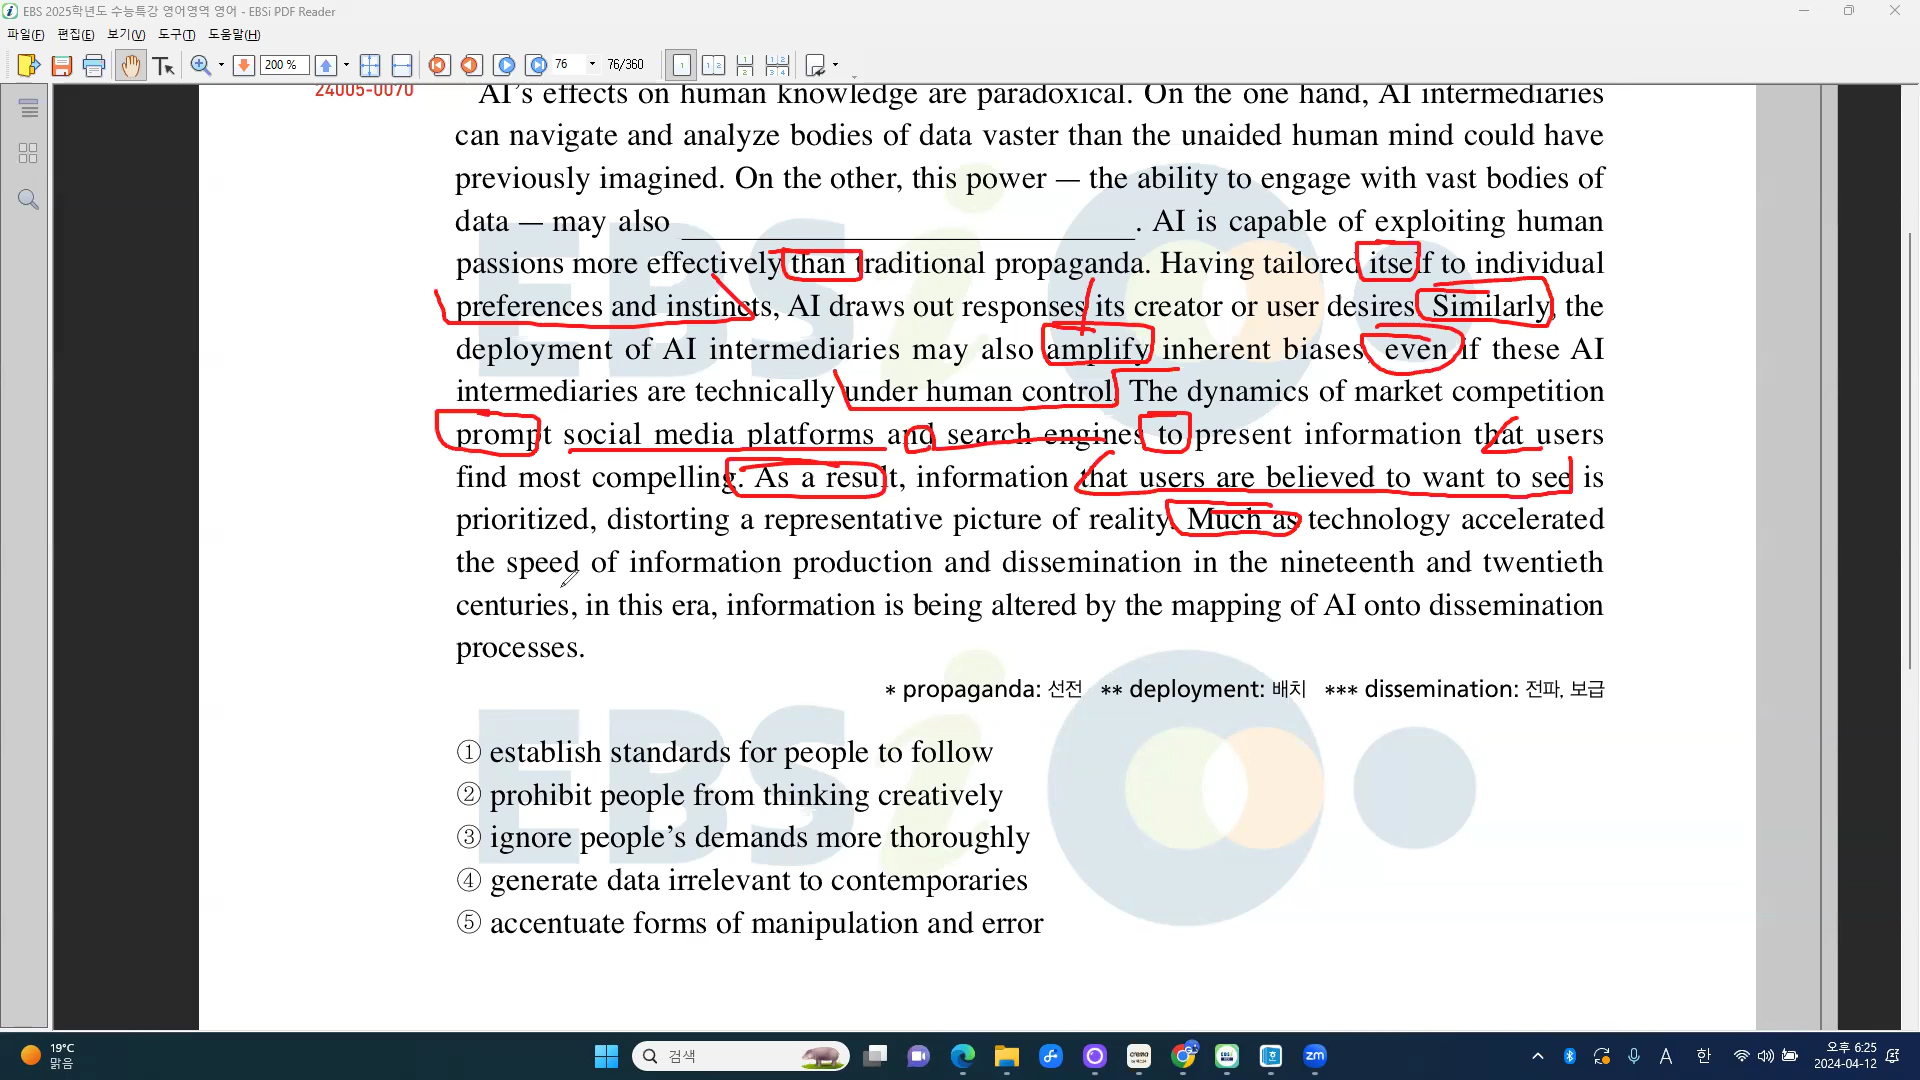 EBS 2025학년도 수능특강 영어영역 영어 - EBSi PDF Reader
파일(F) 편집(E) 보기(V) 도구(T) 도움말(H)
200 % 76 76/360
24005-0070
AI's effects on human knowledge are paradoxical. On the one hand, AI intermediaries
can navigate and analyze bodies of data vaster than the unaided human mind could have
previously imagined. On the other, this power — the ability to engage with vast bodies of
data — may also ______________________________. AI is capable of exploiting human
passions more effectively than traditional propaganda. Having tailored itself to individual
preferences and instincts, AI draws out responses its creator or user desires. Similarly, the
deployment of AI intermediaries may also amplify inherent biases, even if these AI
intermediaries are technically under human control. The dynamics of market competition
prompt social media platforms and search engines to present information that users
find most compelling. As a result, information that users are believed to want to see is
prioritized, distorting a representative picture of reality. Much as technology accelerated
the speed of information production and dissemination in the nineteenth and twentieth
centuries, in this era, information is being altered by the mapping of AI onto dissemination
processes.
* propaganda: 선전 ** deployment: 배치 *** dissemination: 전파, 보급
① establish standards for people to follow
② prohibit people from thinking creatively
③ ignore people's demands more thoroughly
④ generate data irrelevant to contemporaries
⑤ accentuate forms of manipulation and error
EBSi
EBSi
19°C
맑음
검색
zm
A 한
오후 6:25
2024-04-12